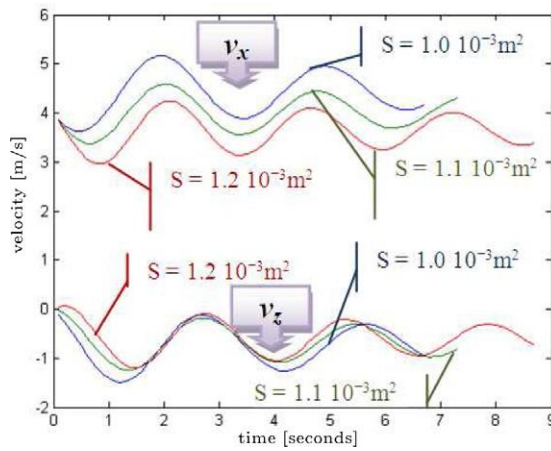 6
5
4
3
2
1
0
-1
-2
velocity [m/s]
vx
S = 1.0 10⁻³m²
S = 1.2 10⁻³m²
S = 1.1 10⁻³m²
S = 1.2 10⁻³m²
S = 1.0 10⁻³m²
vz
S = 1.1 10⁻³m²
0 1 2 3 4 5 6 7 8 9
time [seconds]